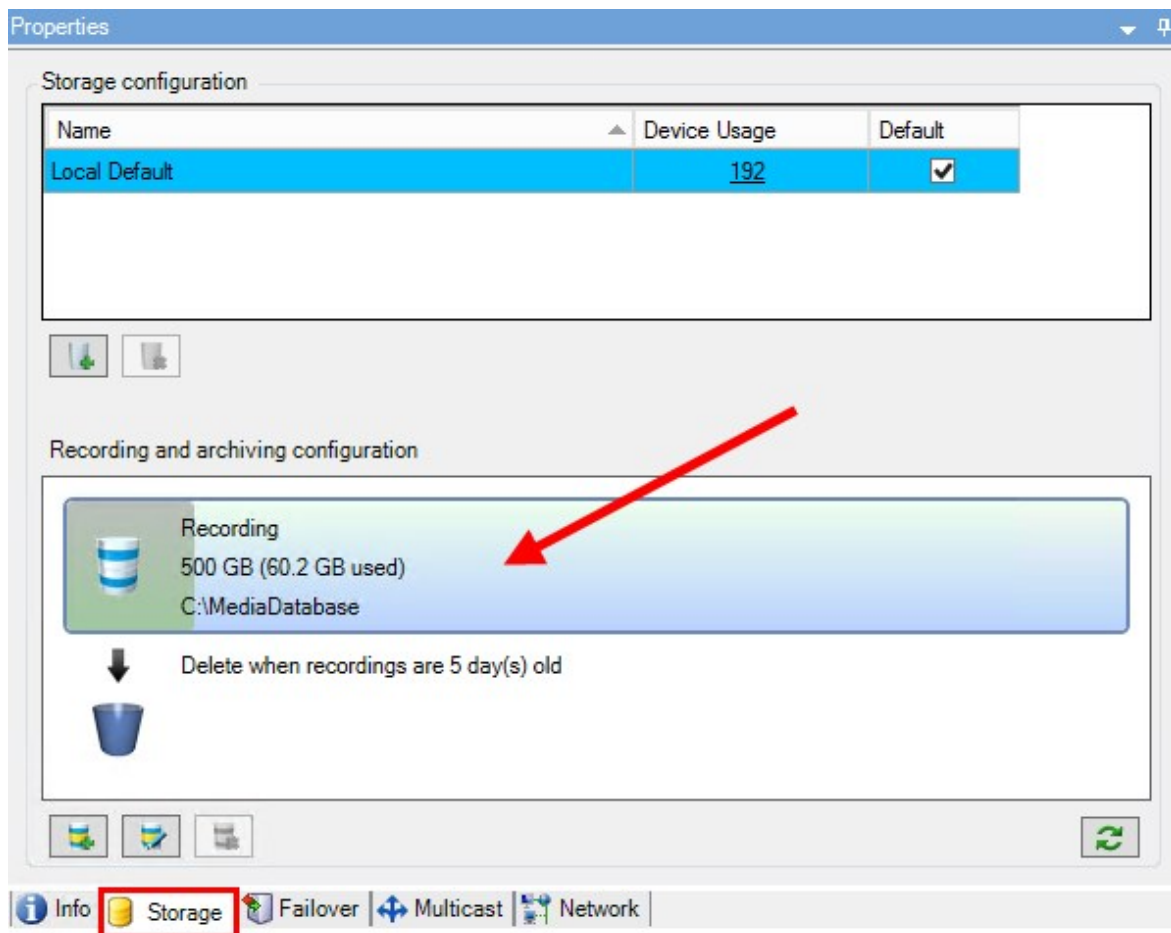 Properties
Storage configuration
Name Device Usage Default
Local Default 192
Recording and archiving configuration
Recording
500 GB (60.2 GB used)
C:\MediaDatabase
Delete when recordings are 5 day(s) old
Info Storage Failover Multicast Network